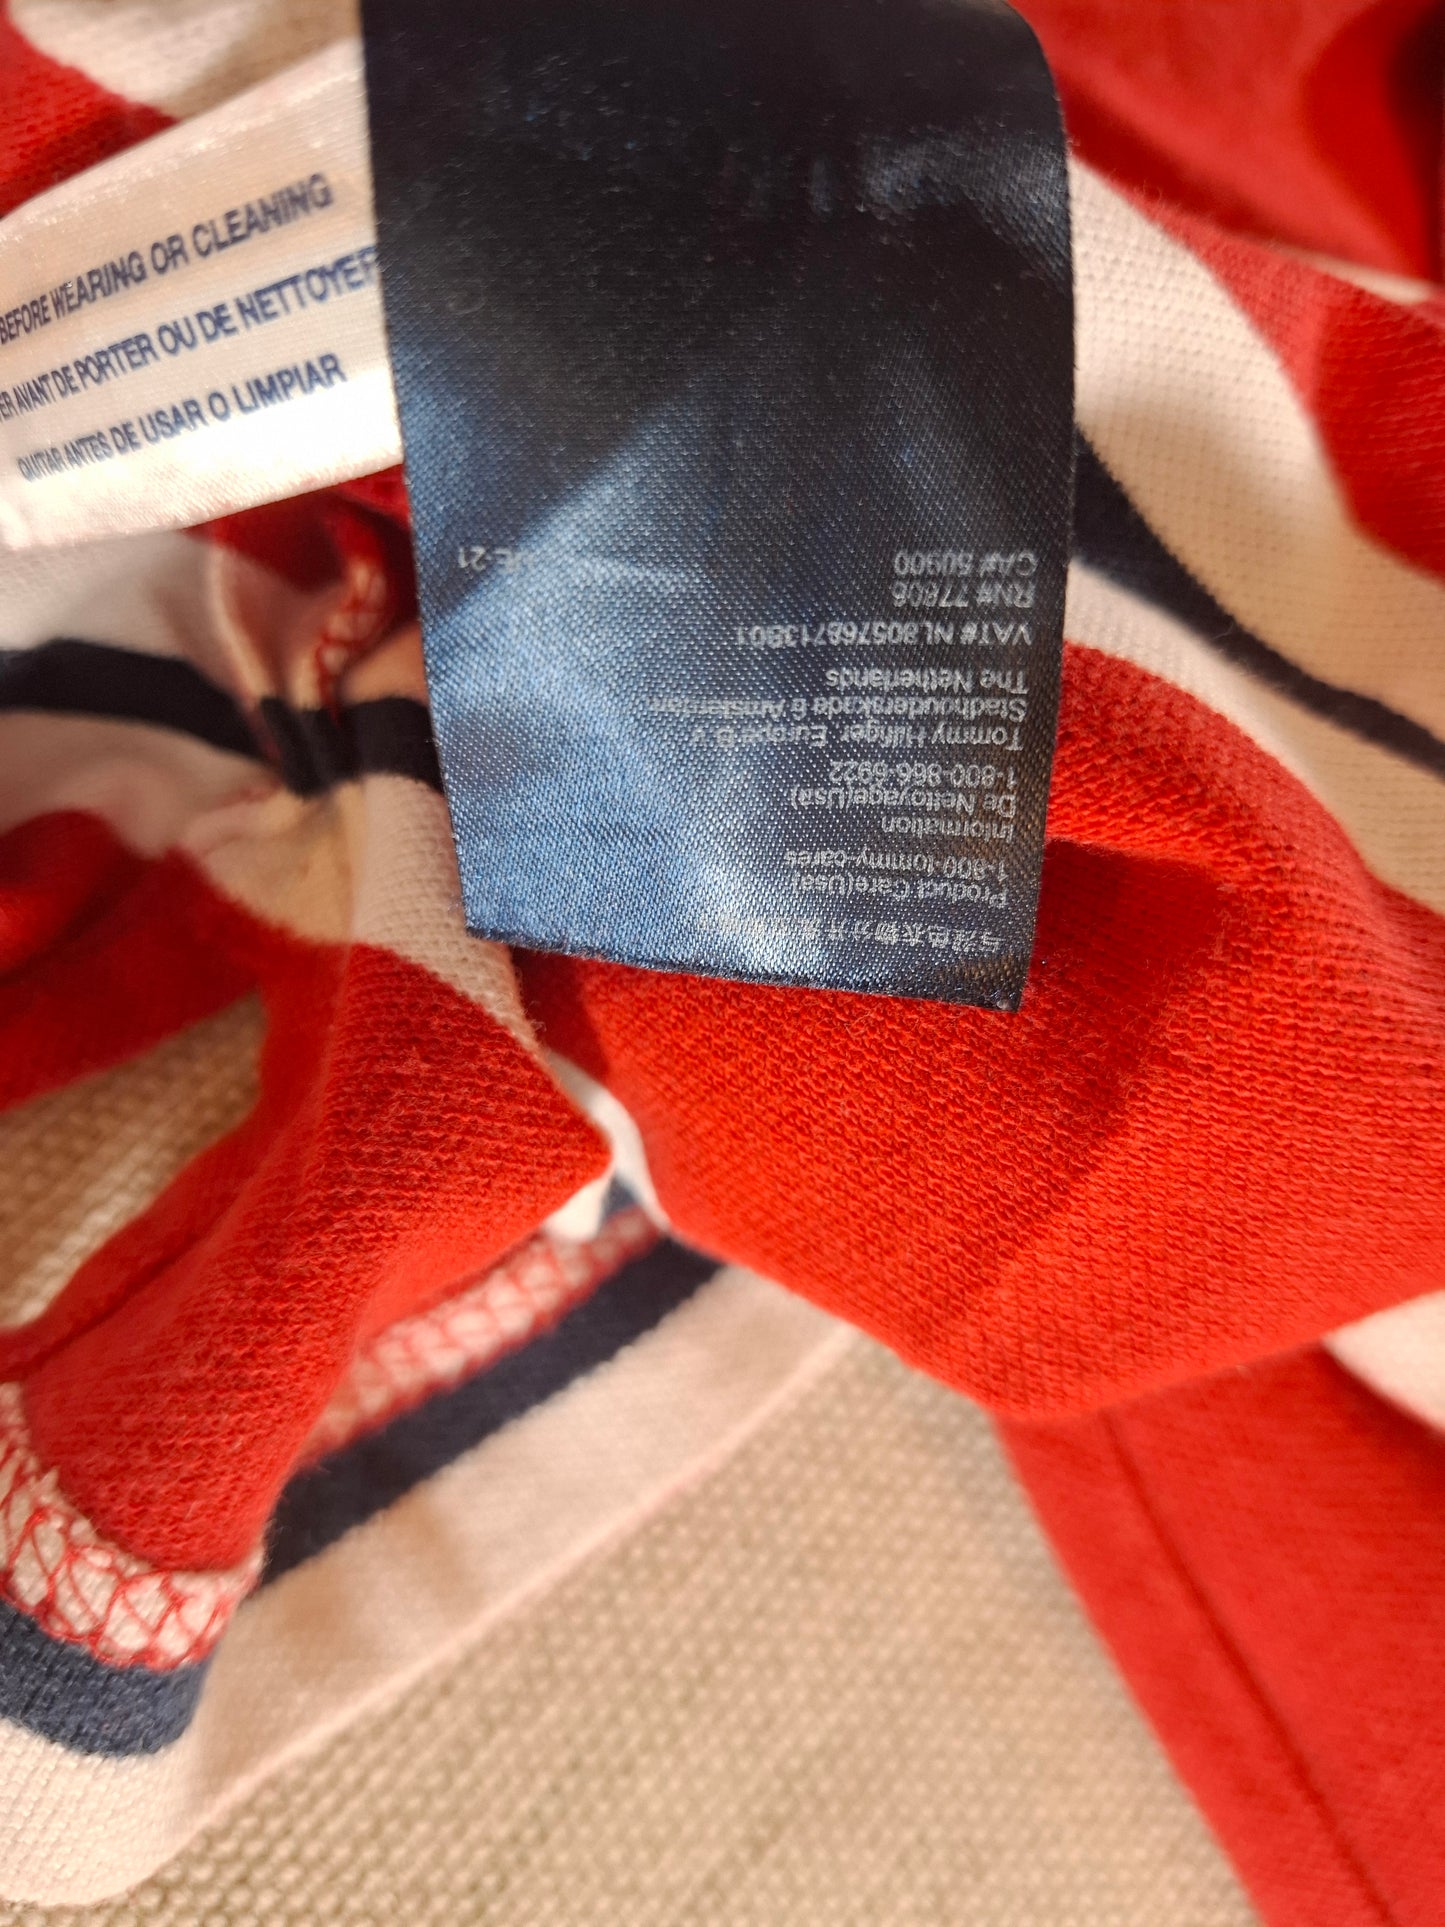 BEFORE WEARING OR CLEANING
AVANT DE PORTER OU DE NETTOYER
QUITAR ANTES DE USAR O LIMPIAR
Product Care(Usa)
1-800-tommy-cares
Information
De Nettoyage(Usa)
1-800-866-6922
Tommy Hilfiger Europe B.V
Stadhouderskade 6 Amsterdam
The Netherlands
VAT# NL805768713B01
RN# 77806
CA# 50900